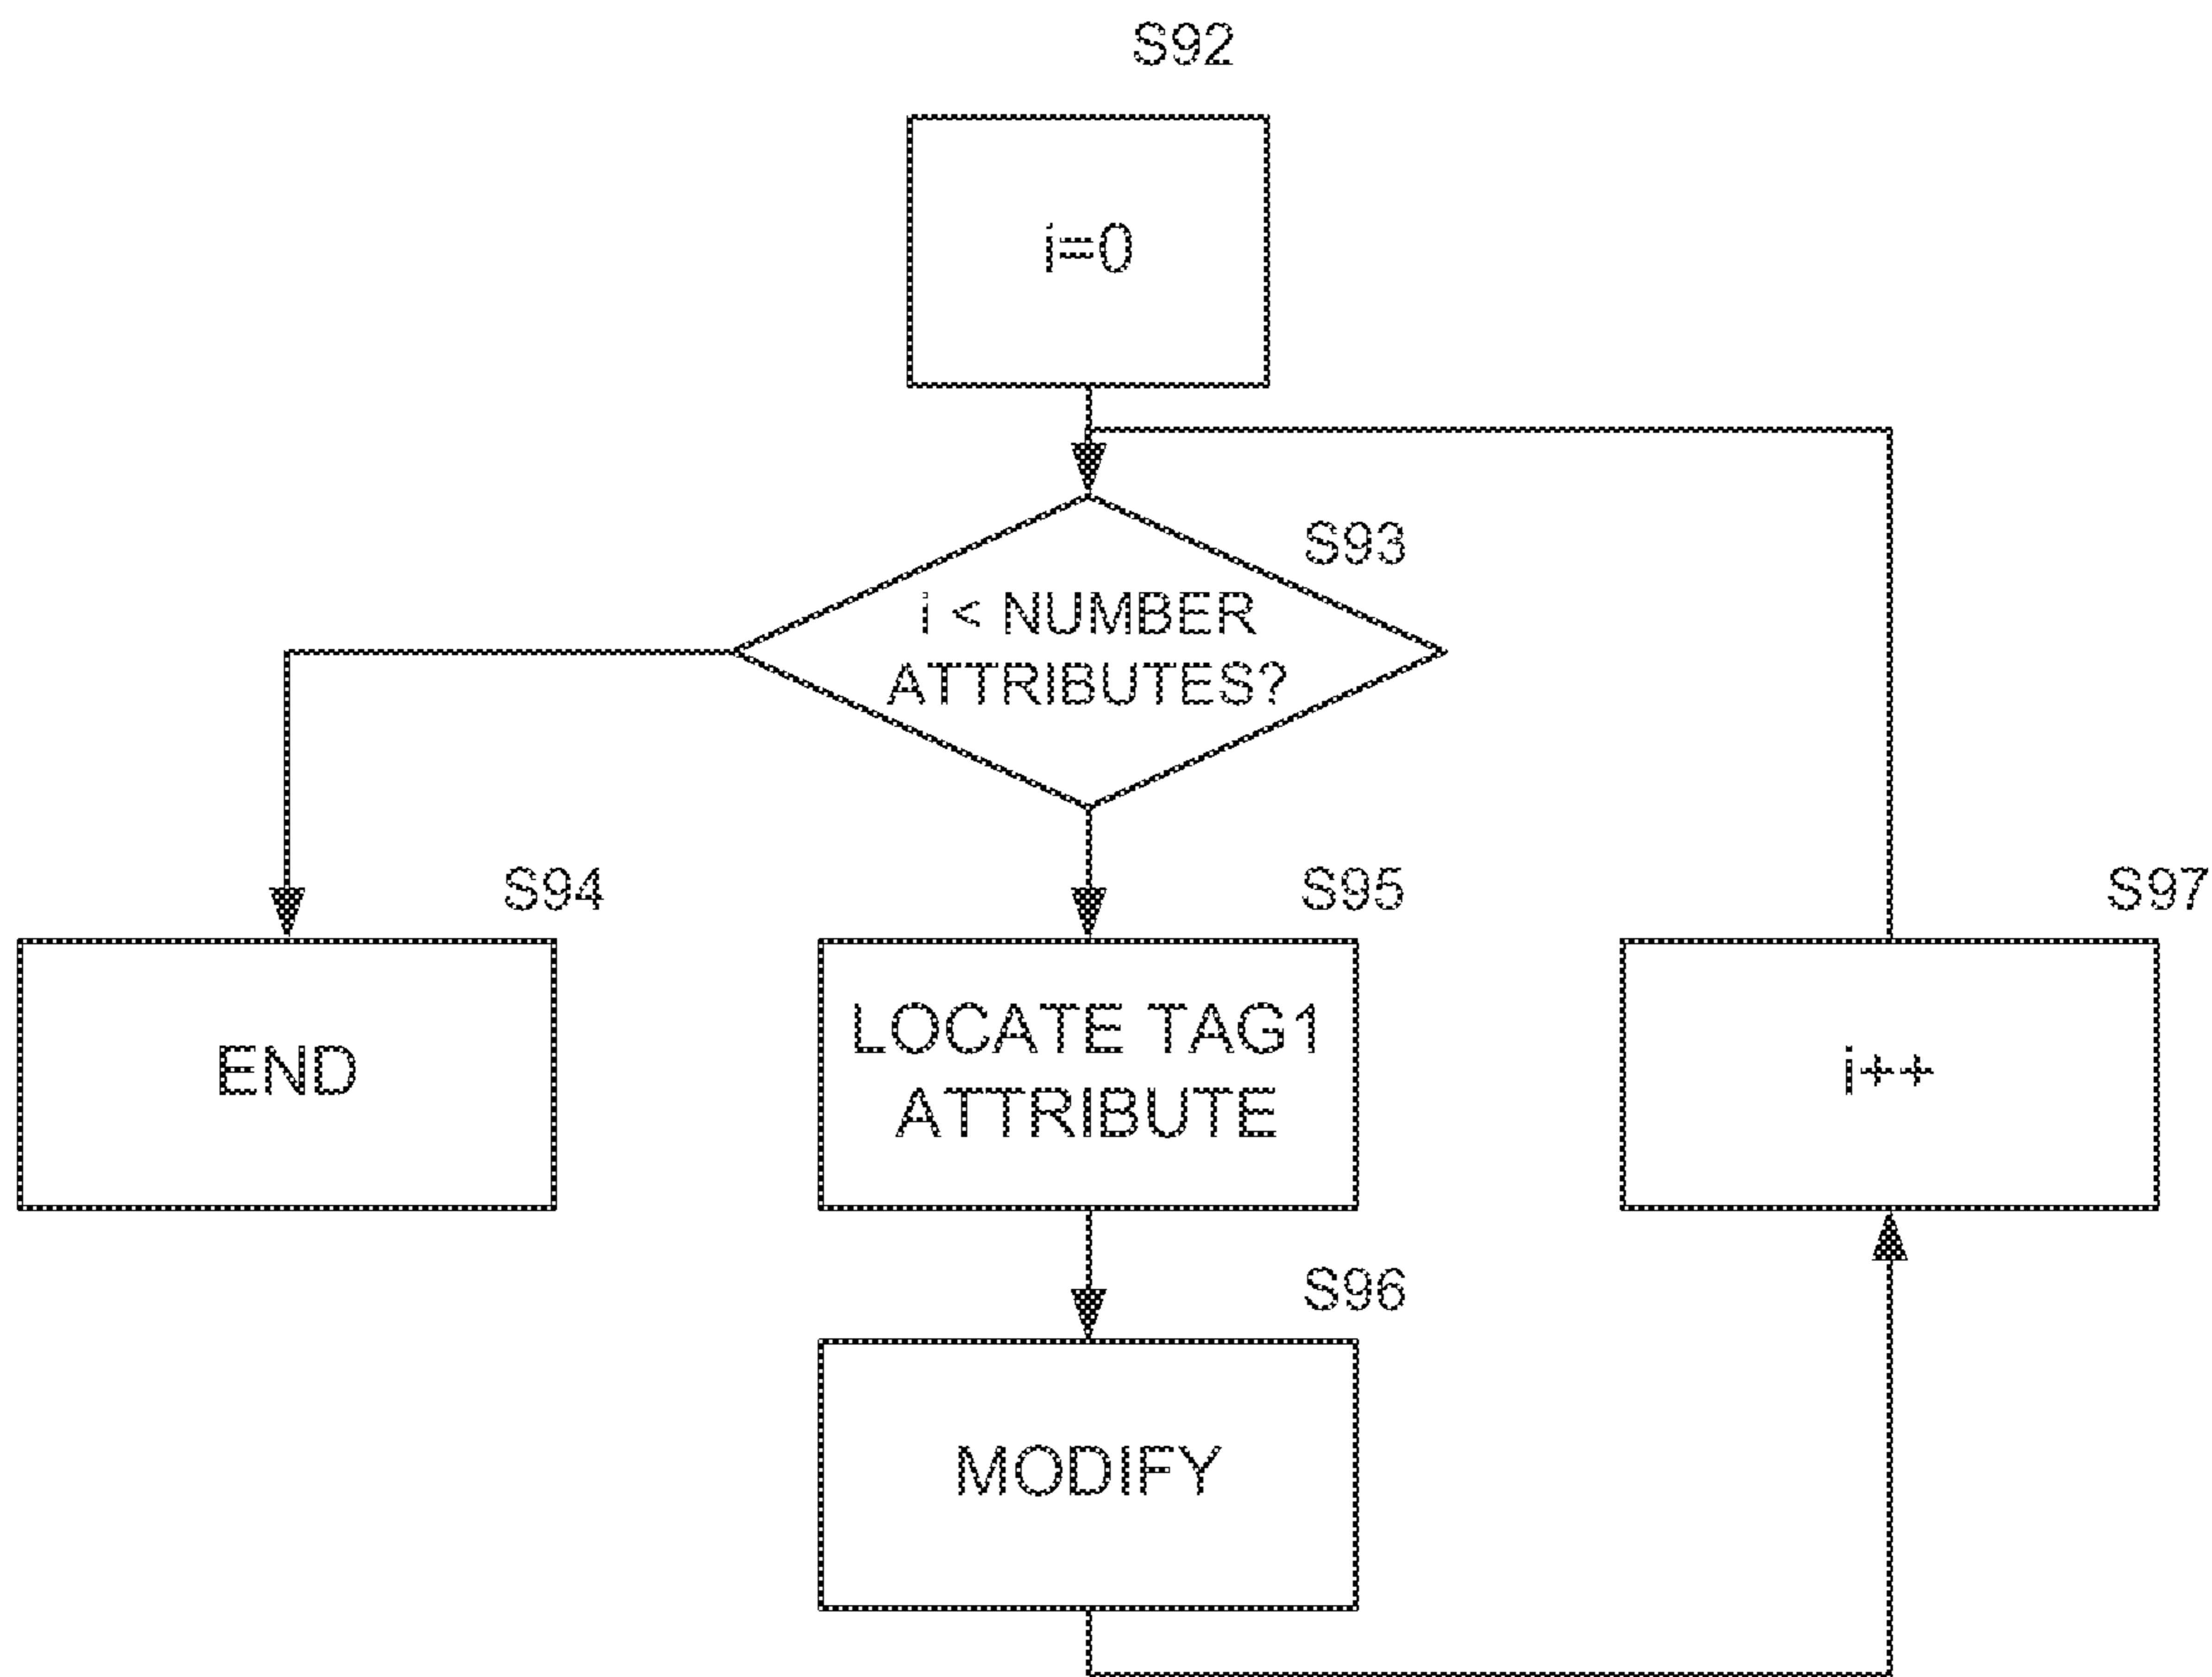 S92
i=0
S93
i < NUMBER
ATTRIBUTES?
S94
END
S95
LOCATE TAG1
ATTRIBUTE
S97
i++
S96
MODIFY